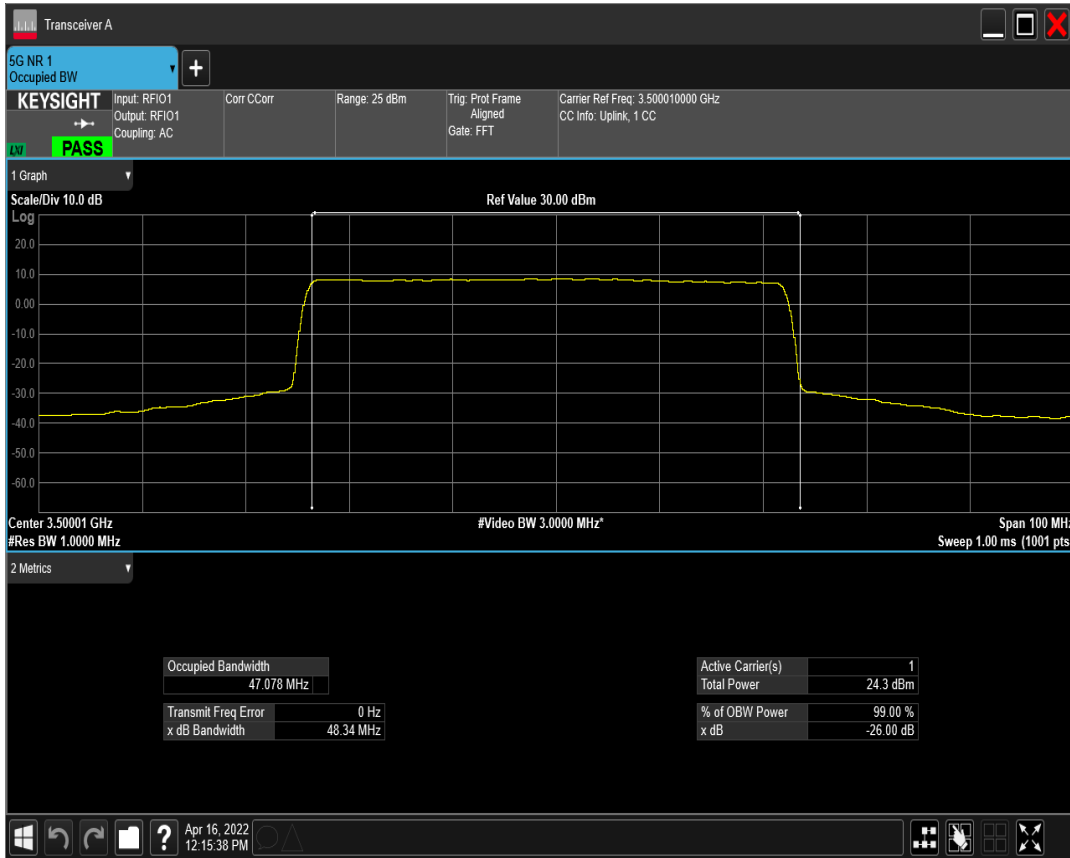 Transceiver A
5G NR 1
Occupied BW
KEYSIGHT
LXI
PASS
Input: RFIO1
Output: RFIO1
Coupling: AC
Corr CCorr
Range: 25 dBm
Trig: Prot Frame
Aligned
Gate: FFT
Carrier Ref Freq: 3.500010000 GHz
CC Info: Uplink, 1 CC
1 Graph
Scale/Div 10.0 dB
Ref Value 30.00 dBm
Log
20.0
10.0
0.00
-10.0
-20.0
-30.0
-40.0
-50.0
-60.0
Center 3.50001 GHz
#Video BW 3.0000 MHz*
Span 100 MHz
#Res BW 1.0000 MHz
Sweep 1.00 ms (1001 pts
2 Metrics
Occupied Bandwidth
47.078 MHz
Transmit Freq Error 0 Hz
x dB Bandwidth 48.34 MHz
Active Carrier(s) 1
Total Power 24.3 dBm
% of OBW Power 99.00 %
x dB -26.00 dB
?
Apr 16, 2022
12:15:38 PM